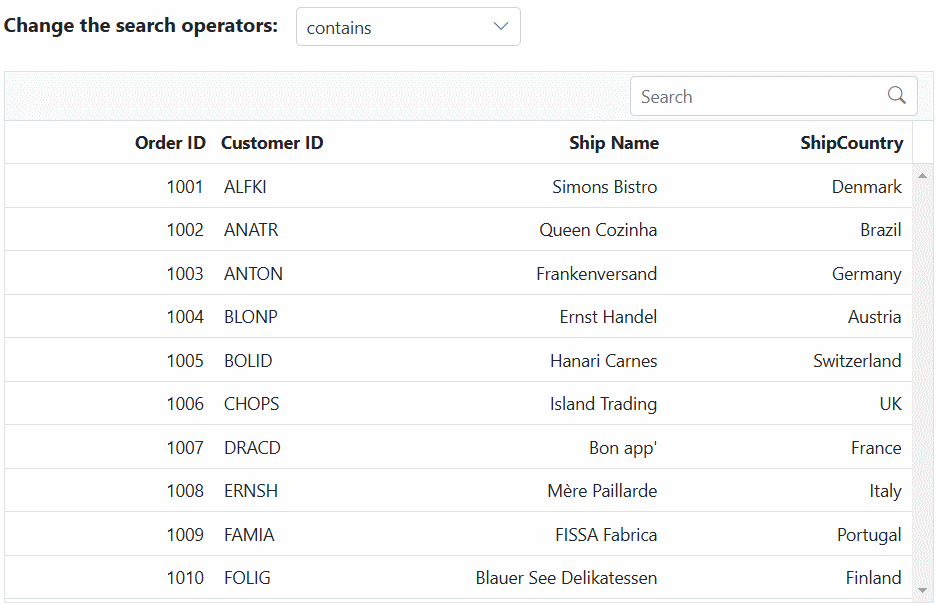 Change the search operators: contains
Search
Order ID Customer ID Ship Name ShipCountry
1001 ALFKI Simons Bistro Denmark
1002 ANATR Queen Cozinha Brazil
1003 ANTON Frankenversand Germany
1004 BLONP Ernst Handel Austria
1005 BOLID Hanari Carnes Switzerland
1006 CHOPS Island Trading UK
1007 DRACD Bon app' France
1008 ERNSH Mère Paillarde Italy
1009 FAMIA FISSA Fabrica Portugal
1010 FOLIG Blauer See Delikatessen Finland